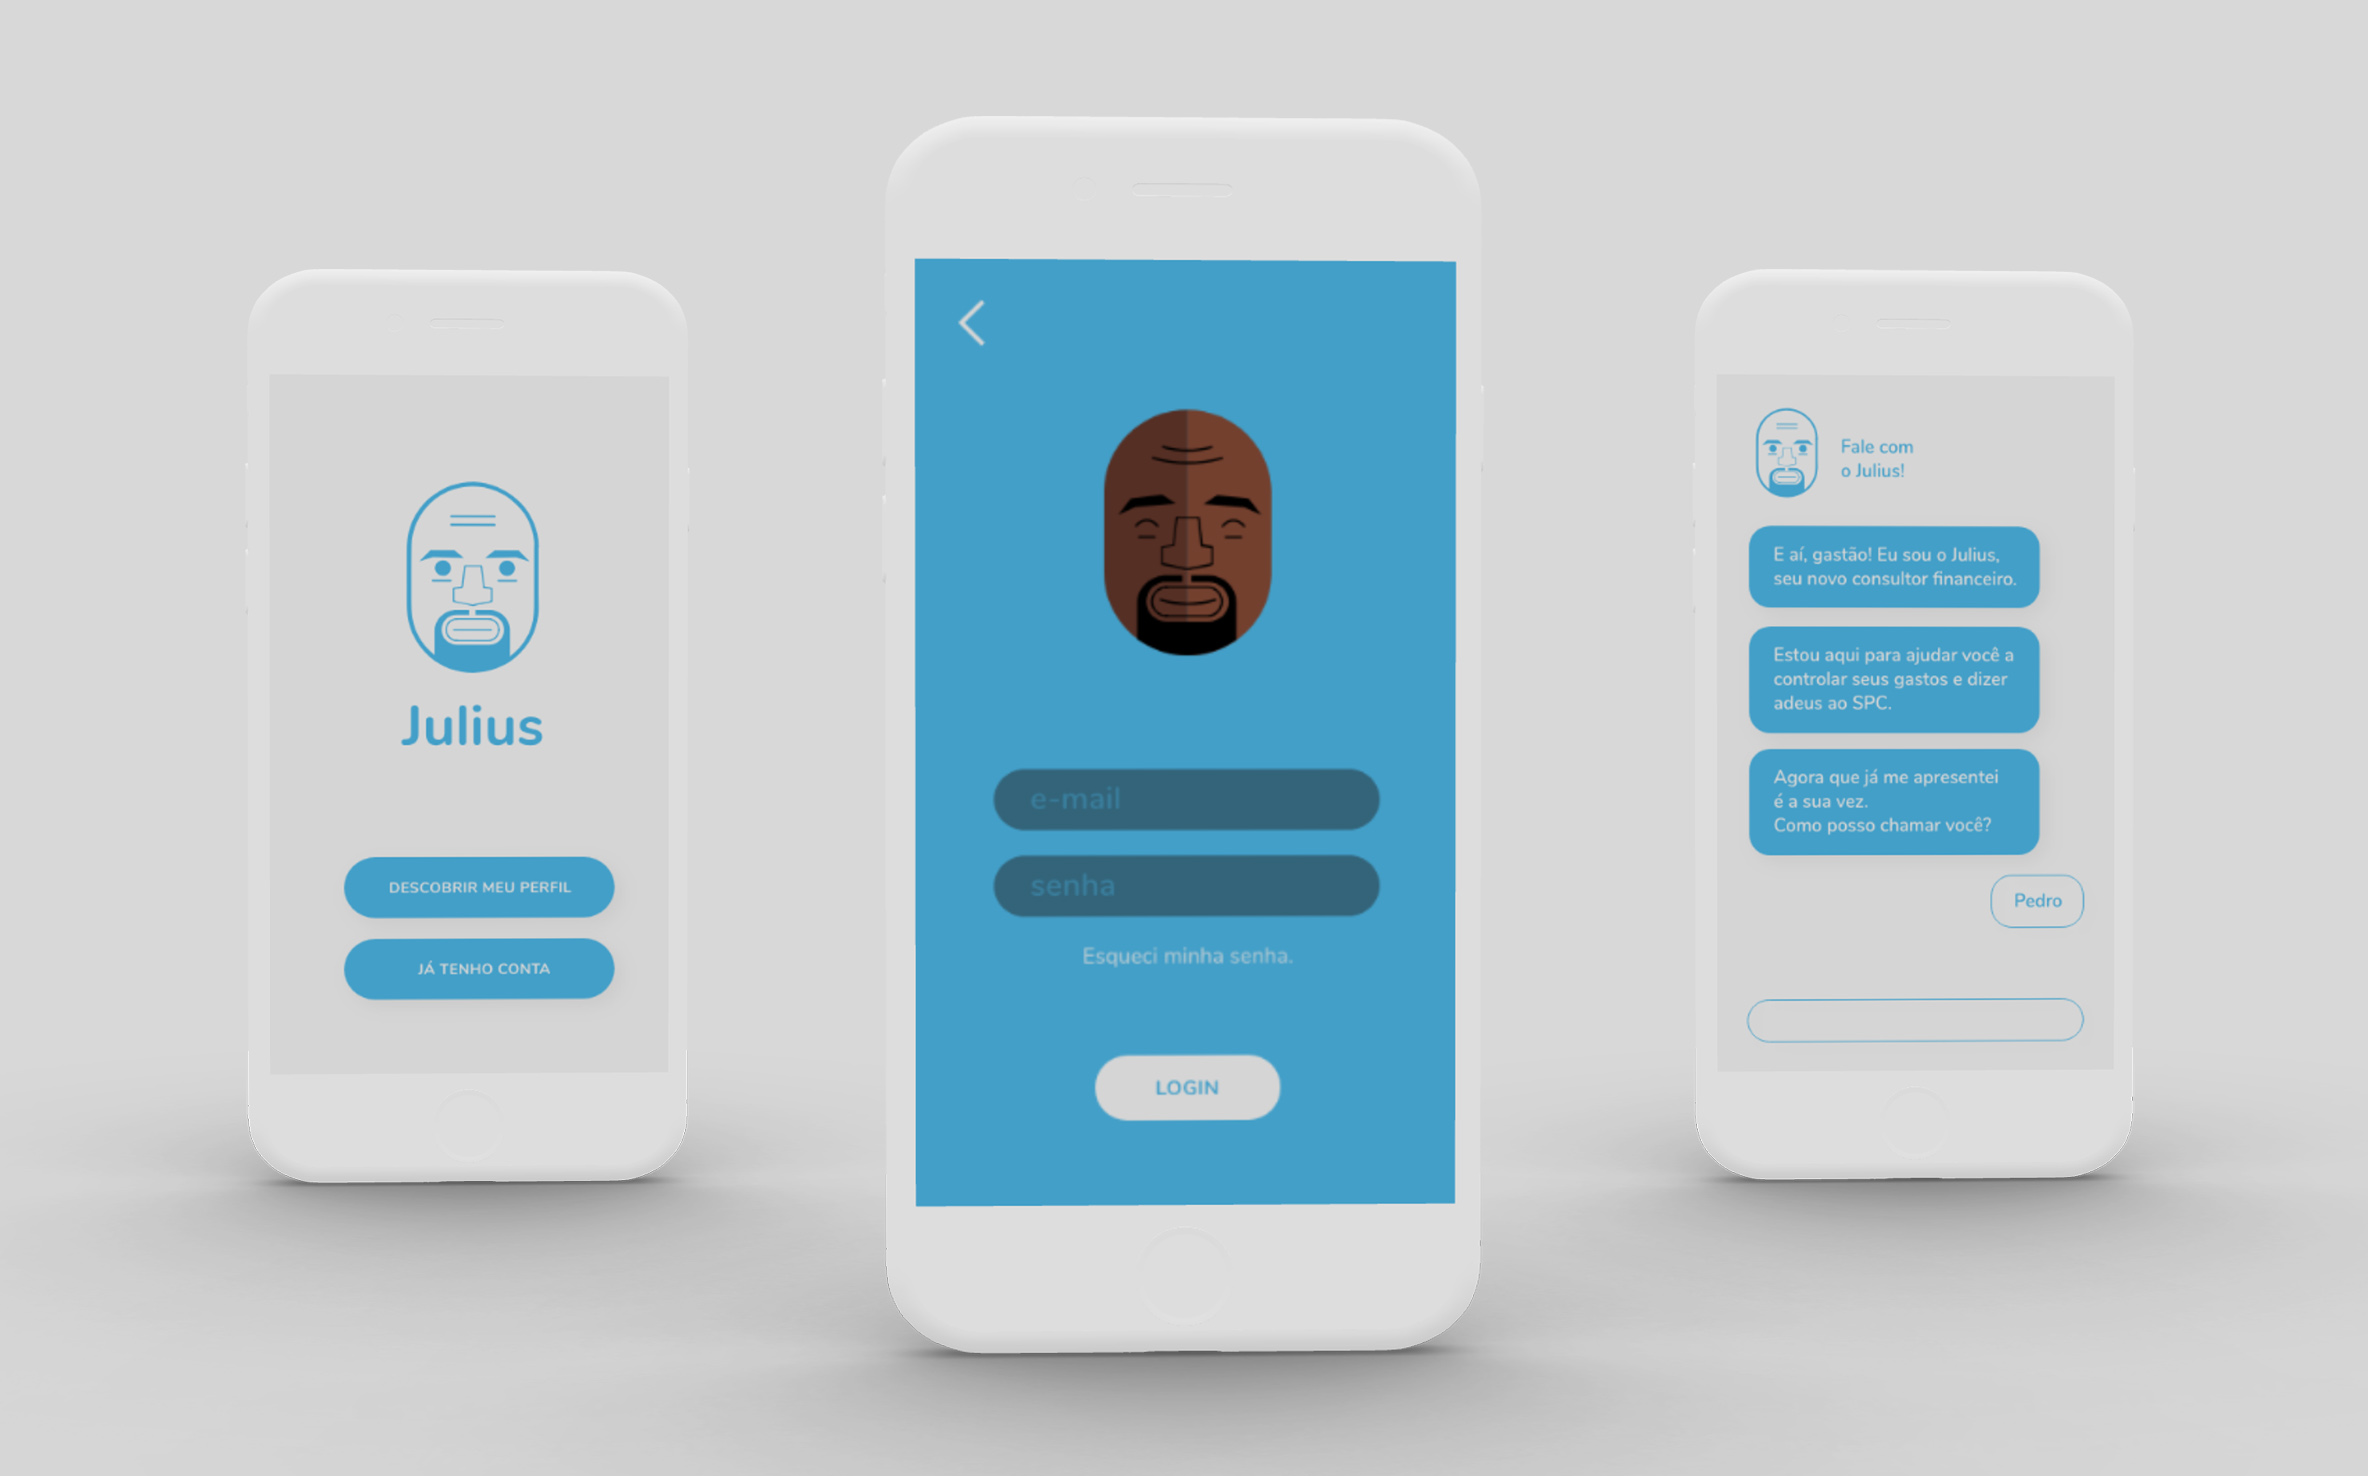 Julius
DESCOBRIR MEU PERFIL
JÁ TENHO CONTA
e-mail
senha
Esqueci minha senha.
LOGIN
Fale com
o Julius!
E aí, gastão! Eu sou o Julius,
seu novo consultor financeiro.
Estou aqui para ajudar você a
controlar seus gastos e dizer
adeus ao SPC.
Agora que já me apresentei
é a sua vez.
Como posso chamar você?
Pedro